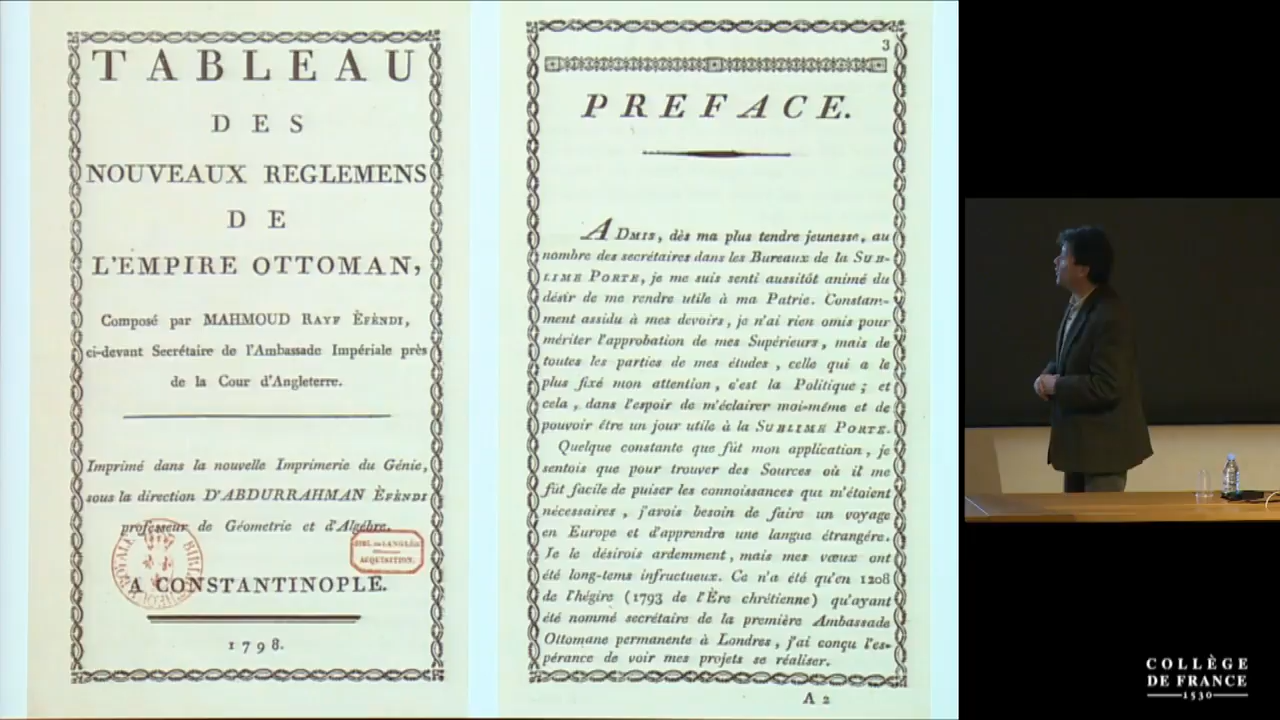 TABLEAU
DES
NOUVEAUX REGLEMENS
DE
L'EMPIRE OTTOMAN,
Composé par MAHMOUD RAYF ÈFÈNDI,
ci-devant Secrétaire de l'Ambassade Impériale près
de la Cour d'Angleterre.
Imprimé dans la nouvelle Imprimerie du Génie,
sous la direction D'ABDURRAHMAN ÈFÈNDI
professeur de Géometrie et d'Algébre.
ACQUISITION.
A CONSTANTINOPLE.
1798.
3
PREFACE.
ADMIS, dès ma plus tendre jeunesse, au
nombre des secrétaires dans les Bureaux de la SUB-
LIME PORTE, je me suis senti aussitôt animé du
désir de me rendre utile à ma Patrie. Constam-
ment assidu à mes devoirs, je n'ai rien omis pour
mériter l'approbation de mes Supérieurs, mais de
toutes les parties de mes études, celle qui a le
plus fixé mon attention, c'est la Politique; et
cela, dans l'espoir de m'éclairer moi-même et de
pouvoir être un jour utile à la SUBLIME PORTE.
Quelque constante que fût mon application, je
sentois que pour trouver des Sources où il me
fût facile de puiser les connoissances qui m'étoient
nécessaires, j'avois besoin de faire un voyage
en Europe et d'apprendre une langue étrangére.
Je le désirois ardemment, mais mes vœux ont
été long-tems infructueux. Ce n'a été qu'en 1208
de l'hégire (1793 de l'Ère chrétienne) qu'ayant
été nommé secrétaire de la première Ambassade
Ottomane permanente à Londres, j'ai conçu l'es-
pérance de voir mes projets se réaliser.
A 2
COLLÈGE
DE FRANCE
1530